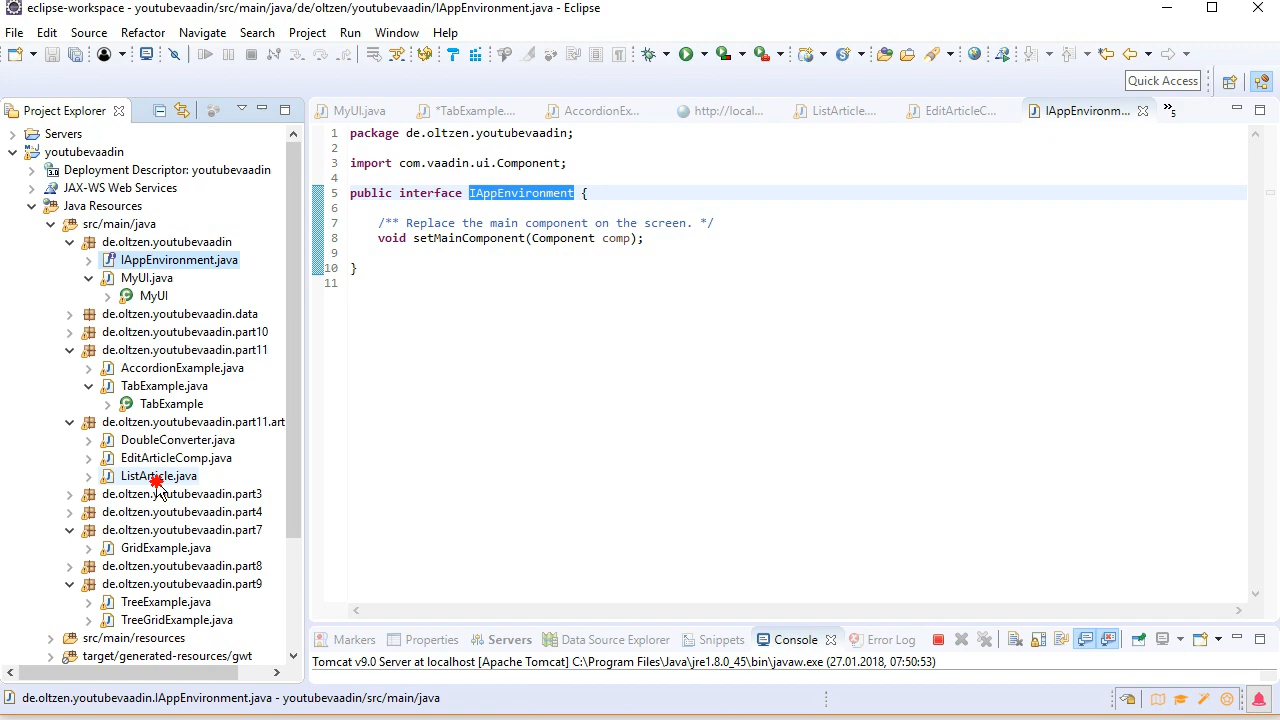 eclipse-workspace - youtubevaadin/src/main/java/de/oltzen/youtubevaadin/IAppEnvironment.java - Eclipse
File Edit Source Refactor Navigate Search Project Run Window Help
Quick Access
Project Explorer
MyUI.java *TabExample.... AccordionEx... http://local... ListArticle.... EditArticleC... IAppEnvironm... »5
Servers
youtubevaadin
Deployment Descriptor: youtubevaadin
JAX-WS Web Services
Java Resources
src/main/java
de.oltzen.youtubevaadin
IAppEnvironment.java
MyUI.java
MyUI
de.oltzen.youtubevaadin.data
de.oltzen.youtubevaadin.part10
de.oltzen.youtubevaadin.part11
AccordionExample.java
TabExample.java
TabExample
de.oltzen.youtubevaadin.part11.art
DoubleConverter.java
EditArticleComp.java
ListArticle.java
de.oltzen.youtubevaadin.part3
de.oltzen.youtubevaadin.part4
de.oltzen.youtubevaadin.part7
GridExample.java
de.oltzen.youtubevaadin.part8
de.oltzen.youtubevaadin.part9
TreeExample.java
TreeGridExample.java
src/main/resources
target/generated-resources/gwt
1 package de.oltzen.youtubevaadin;
2
3 import com.vaadin.ui.Component;
4
5 public interface IAppEnvironment {
6
7 /** Replace the main component on the screen. */
8 void setMainComponent(Component comp);
9
10 }
11
Markers Properties Servers Data Source Explorer Snippets Console Error Log
Tomcat v9.0 Server at localhost [Apache Tomcat] C:\Program Files\Java\jre1.8.0_45\bin\javaw.exe (27.01.2018, 07:50:53)
de.oltzen.youtubevaadin.IAppEnvironment.java - youtubevaadin/src/main/java